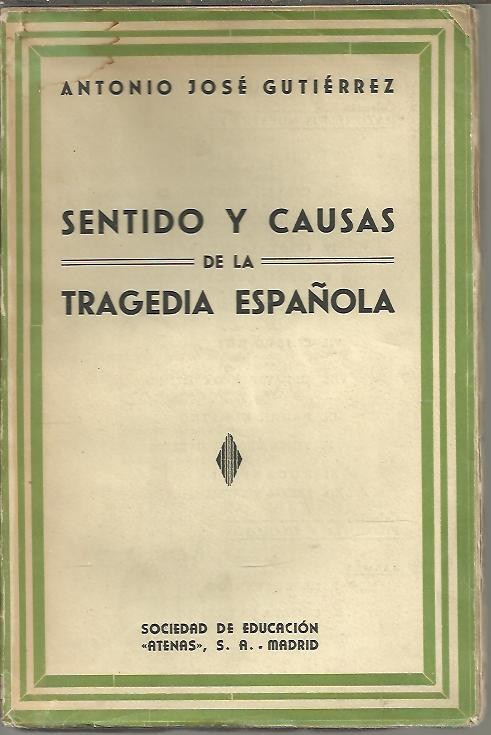 ANTONIO JOSÉ GUTIÉRREZ
SENTIDO Y CAUSAS
DE LA
TRAGEDIA ESPAÑOLA
SOCIEDAD DE EDUCACIÓN
«ATENAS», S. A. - MADRID